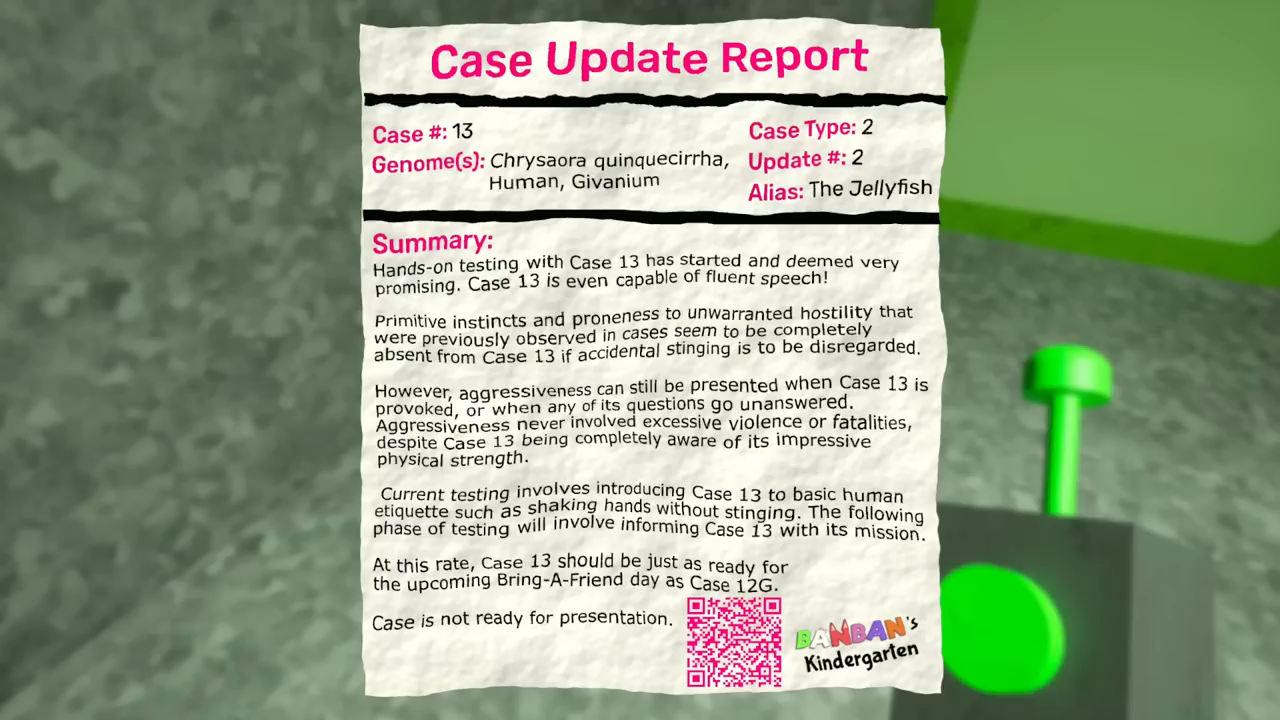 Case Update Report
Case #: 13
Case Type: 2
Genome(s): Chrysaora quinquecirrha,
Human, Givanium
Update #: 2
Alias: The Jellyfish
Summary:
Hands-on testing with Case 13 has started and deemed very
promising. Case 13 is even capable of fluent speech!
Primitive instincts and proneness to unwarranted hostility that
were previously observed in cases seem to be completely
absent from Case 13 if accidental stinging is to be disregarded.
However, aggressiveness can still be presented when Case 13 is
provoked, or when any of its questions go unanswered.
Aggressiveness never involved excessive violence or fatalities,
despite Case 13 being completely aware of its impressive
physical strength.
Current testing involves introducing Case 13 to basic human
etiquette such as shaking hands without stinging. The following
phase of testing will involve informing Case 13 with its mission.
At this rate, Case 13 should be just as ready for
the upcoming Bring-A-Friend day as Case 12G.
Case is not ready for presentation.
BANBAN's
Kindergarten